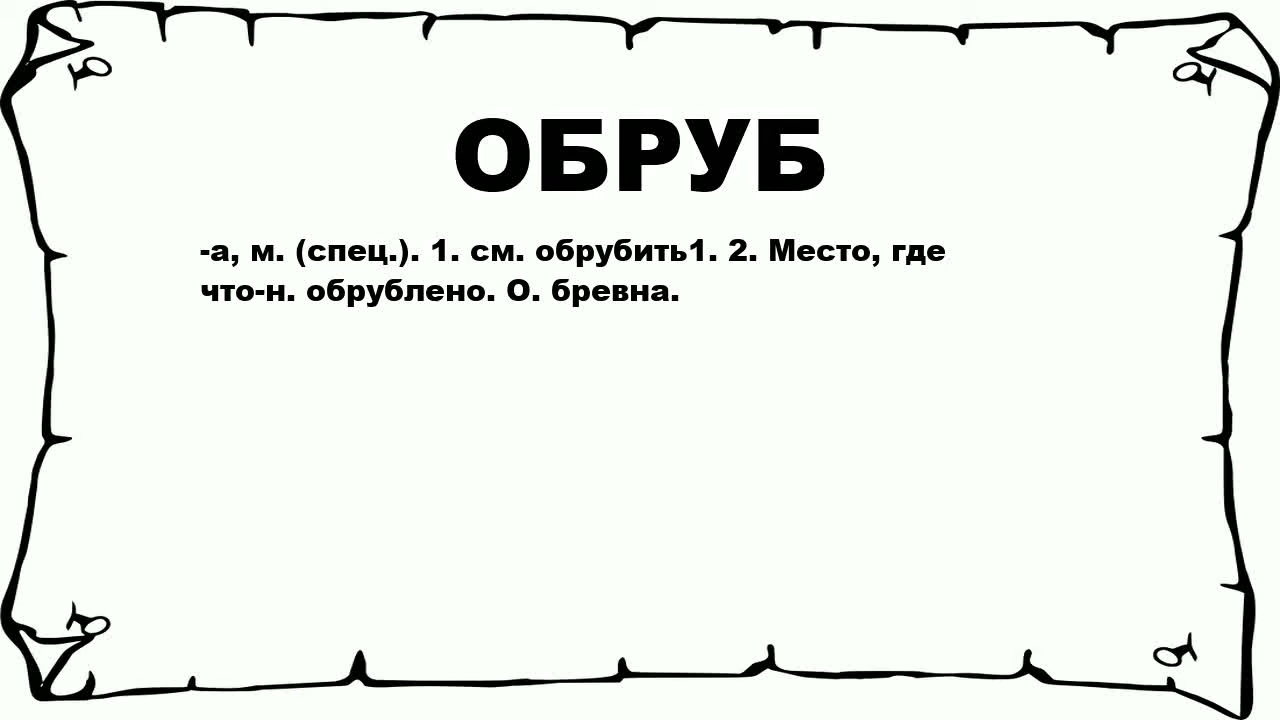 ОБРУБ
-а, м. (спец.). 1. см. обрубить1. 2. Место, где
что-н. обрублено. О. бревна.